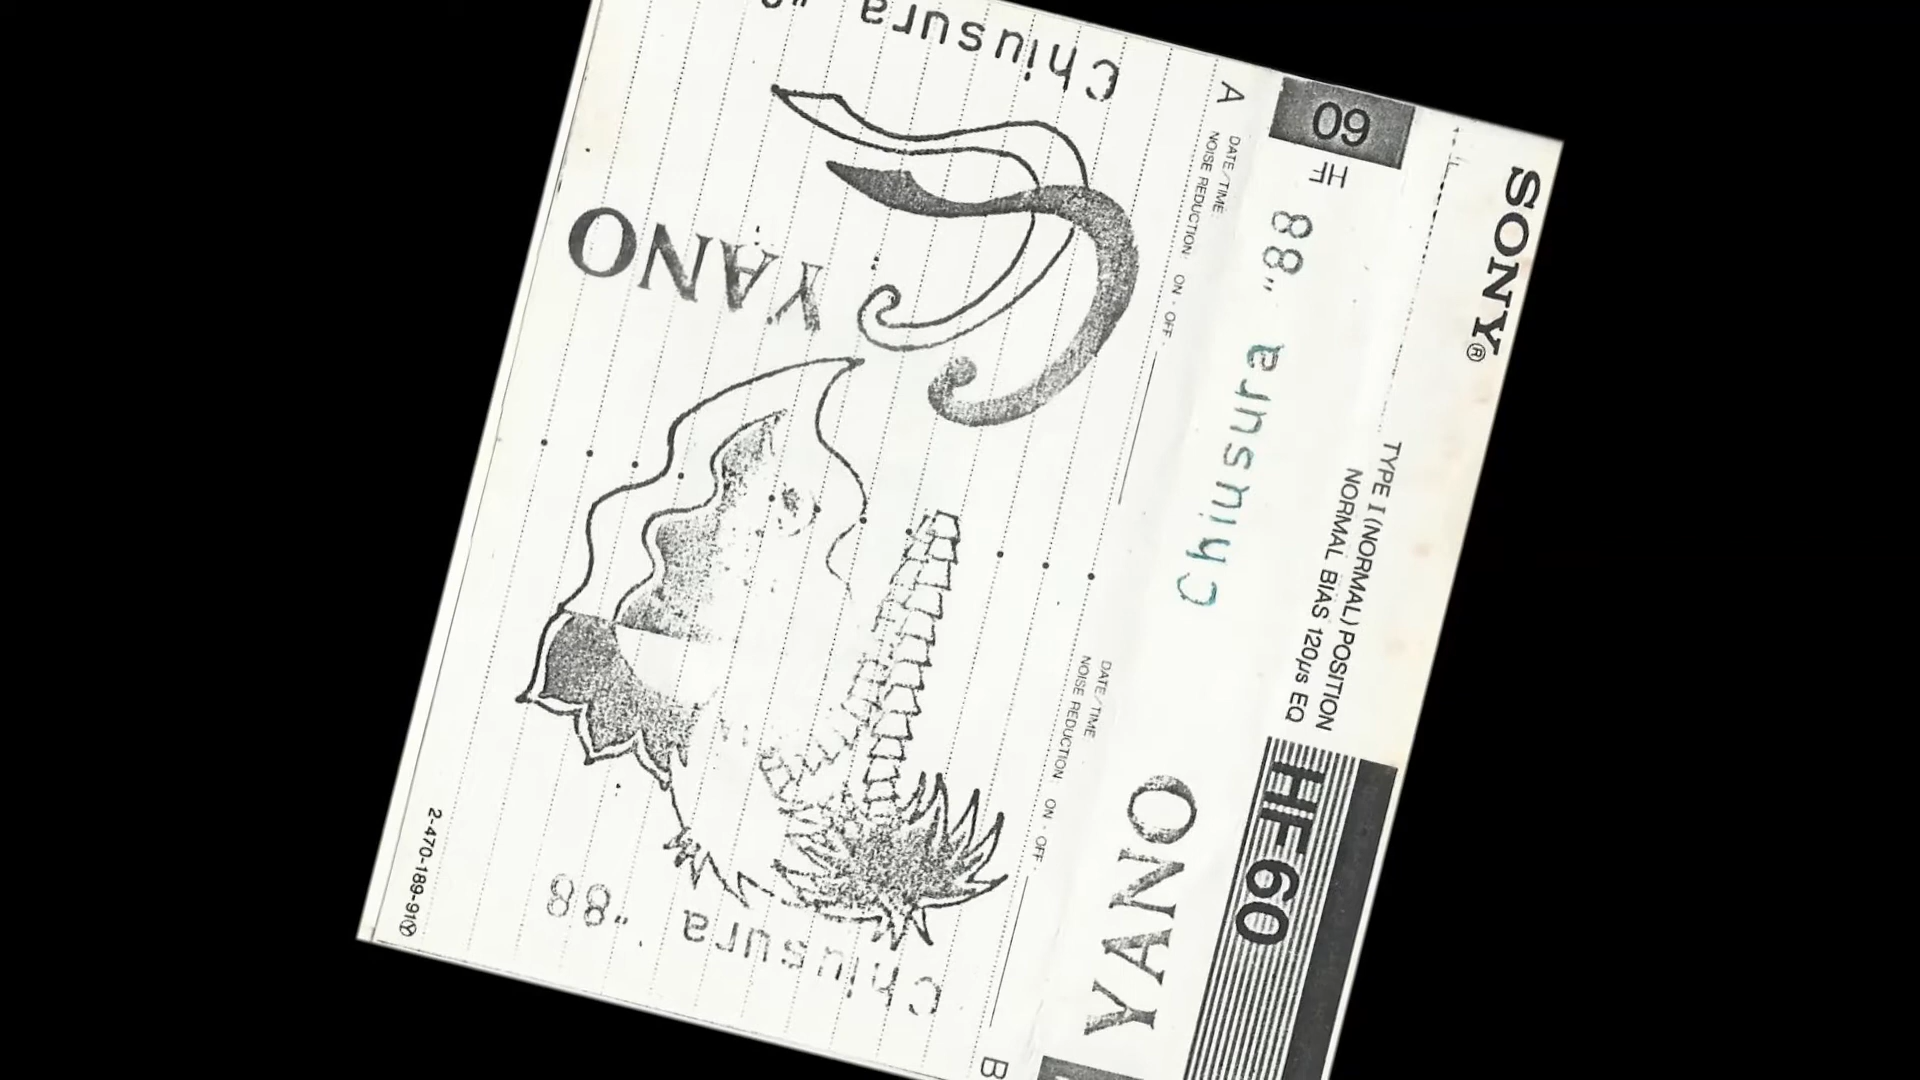 SONY®
TYPE I (NORMAL) POSITION
NORMAL BIAS 120μs EQ
HF-60
60
HF
Chiusura "88
YANO
A
DATE/TIME
NOISE REDUCTION: ON · OFF
B
DATE/TIME
NOISE REDUCTION: ON · OFF
Chiusura "8
YANO
Chiusura "88
2-470-189-91